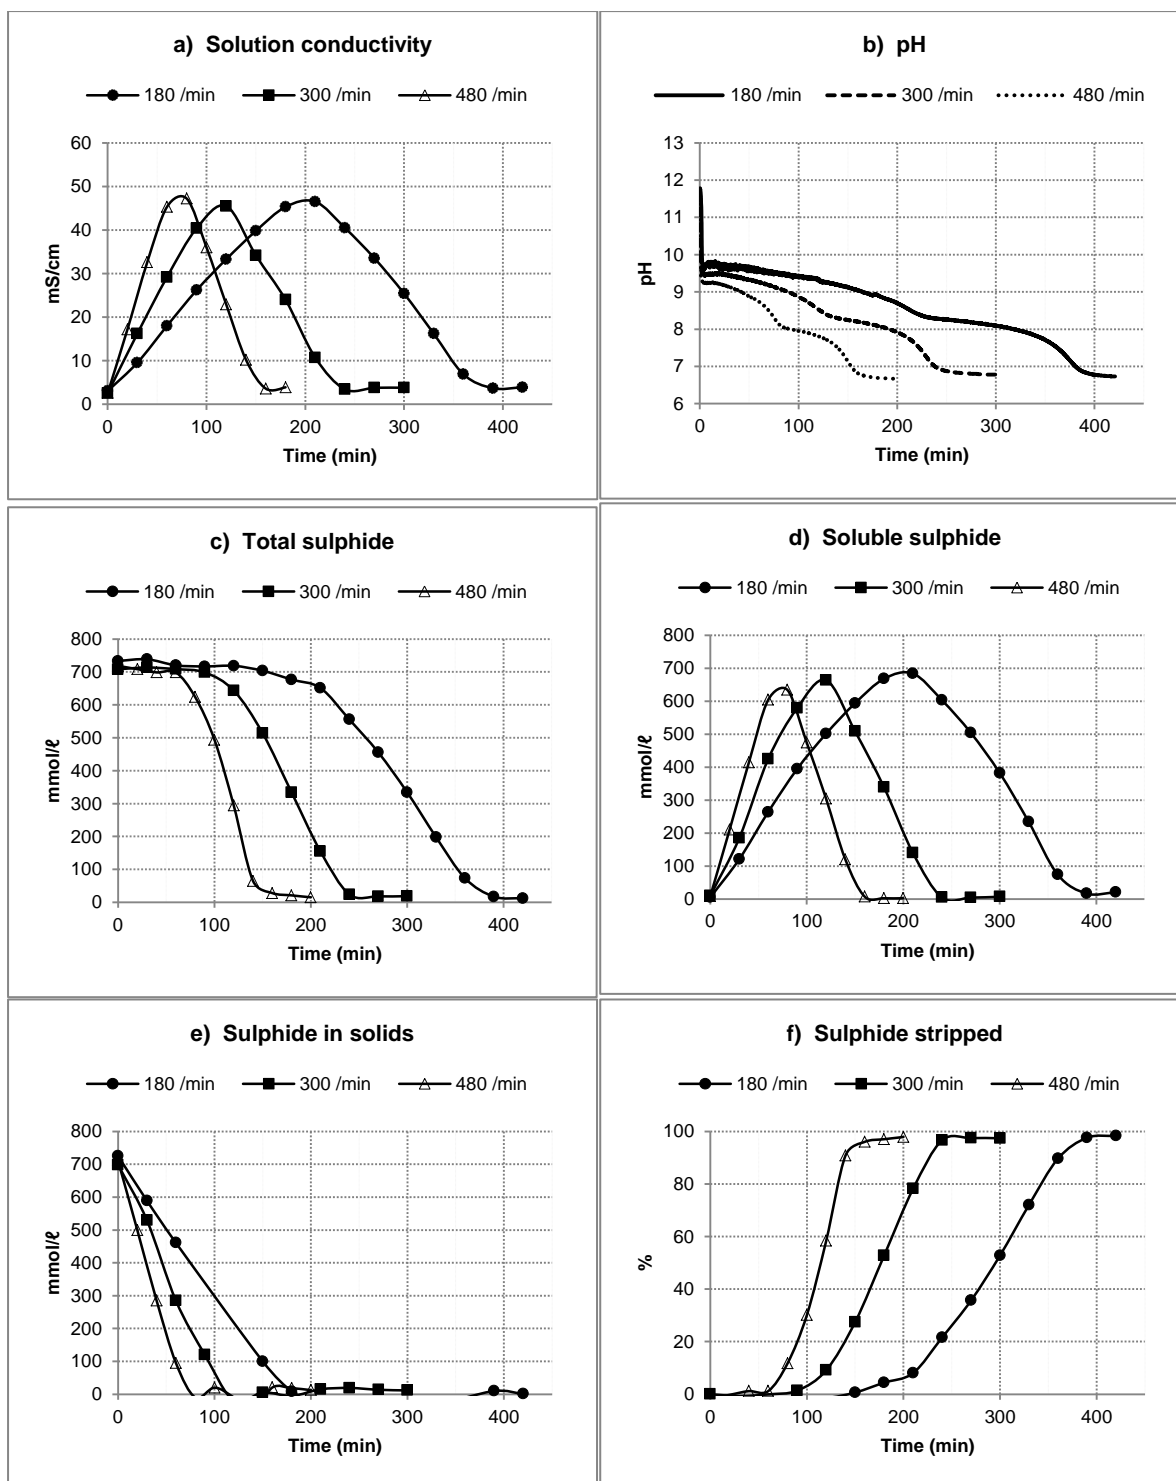 a) Solution conductivity
180 /min 300 /min 480 /min
60
50
40
30
20
10
0
mS/cm
0 100 200 300 400
Time (min)
b) pH
180 /min 300 /min 480 /min
13
12
11
10
9
8
7
6
pH
0 100 200 300 400
Time (min)
c) Total sulphide
180 /min 300 /min 480 /min
800
700
600
500
400
300
200
100
0
mmol/ℓ
0 100 200 300 400
Time (min)
d) Soluble sulphide
180 /min 300 /min 480 /min
800
700
600
500
400
300
200
100
0
mmol/ℓ
0 100 200 300 400
Time (min)
e) Sulphide in solids
180 /min 300 /min 480 /min
800
700
600
500
400
300
200
100
0
mmol/ℓ
0 100 200 300 400
Time (min)
f) Sulphide stripped
180 /min 300 /min 480 /min
100
80
60
40
20
0
%
0 100 200 300 400
Time (min)